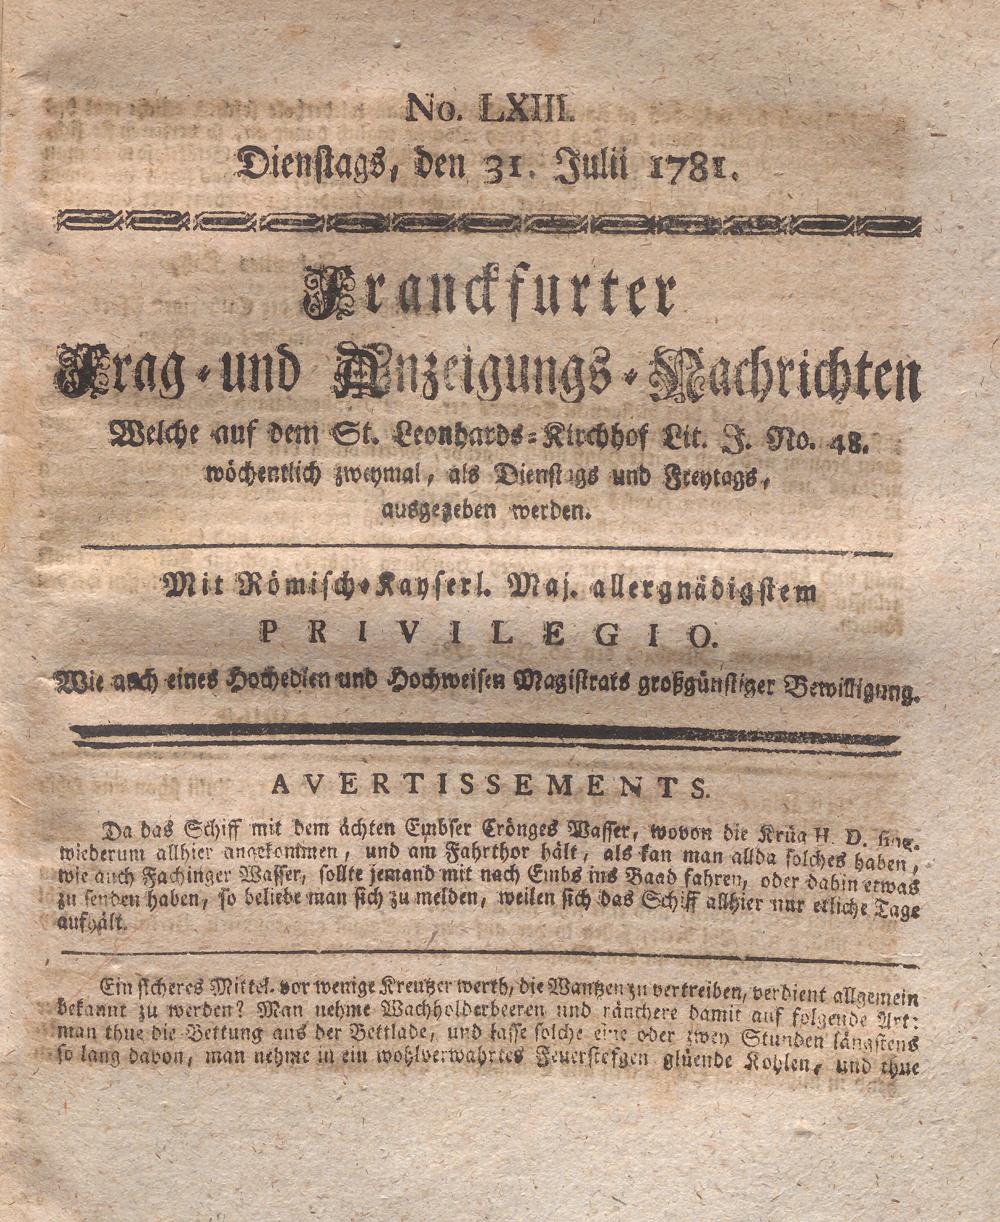 No. LXIII.
Dienstags, den 31. Julii 1781.
Franckfurter
Frag-und Anzeigungs-Nachrichten
Welche auf dem St. Leonhards-Kirchhof Lit. J. No. 48.
wöchentlich zweymal, als Dienstags und Freytags,
ausgegeben werden.
Mit Römisch-Kayserl. Maj. allergnädigstem
PRIVILEGIO.
Wie auch eines Hochedlen und Hochweisen Magistrats großgünstiger Bewilligung.
AVERTISSEMENTS.
Da das Schiff mit dem ächten Embser Crönges Wasser, wovon die Krüg H. D.
wiederum allhier angekommen, und am Fahrthor hält, als kan man allda solches haben,
wie auch Fachinger Wasser, sollte jemand mit nach Embs ins Baad fahren, oder dahin etwas
zu senden haben, so beliebe man sich zu melden, weilen sich das Schiff allhier nur etliche Tage
aufhält.
Ein sicheres Mittel. vor wenige Kreutzer werth, die Wantzen zu vertreiben, verdient allgemein
bekannt zu werden? Man nehme Wachholderbeeren und räuchere damit auf folgende Art:
man thue die Bettung aus der Bettlade, und lasse solche eine oder zwey Stunden längstens
so lang davon, man nehme in ein wohlverwahrtes Feuerstefgen glüende Kohlen, und thue